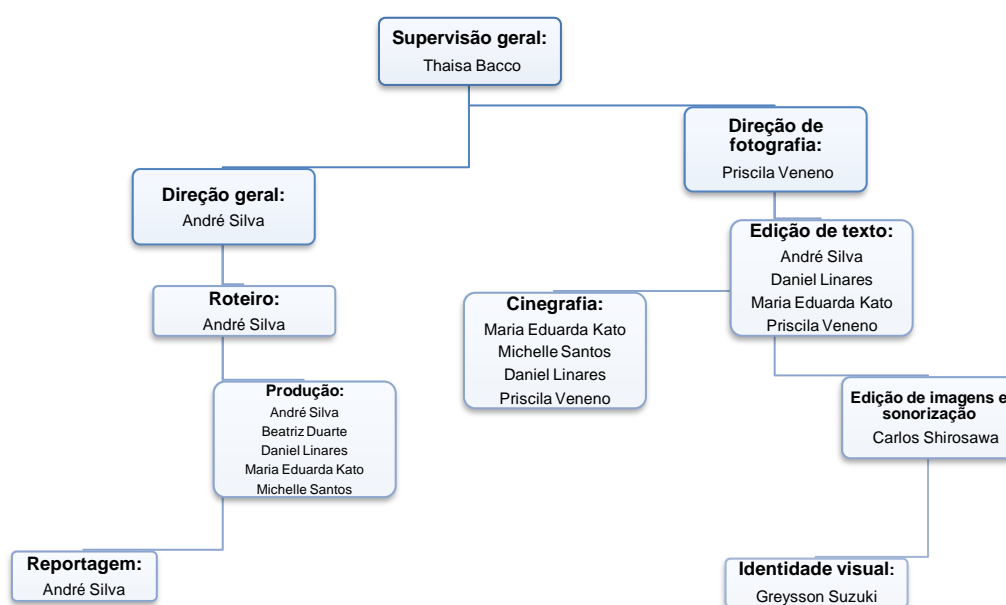 Supervisão geral:
Thaisa Bacco
Direção de
fotografia:
Priscila Veneno
Direção geral:
André Silva
Edição de texto:
André Silva
Daniel Linares
Maria Eduarda Kato
Priscila Veneno
Roteiro:
André Silva
Cinegrafia:
Maria Eduarda Kato
Michelle Santos
Daniel Linares
Priscila Veneno
Produção:
André Silva
Beatriz Duarte
Daniel Linares
Maria Eduarda Kato
Michelle Santos
Edição de imagens e
sonorização
Carlos Shirosawa
Reportagem:
André Silva
Identidade visual:
Greysson Suzuki